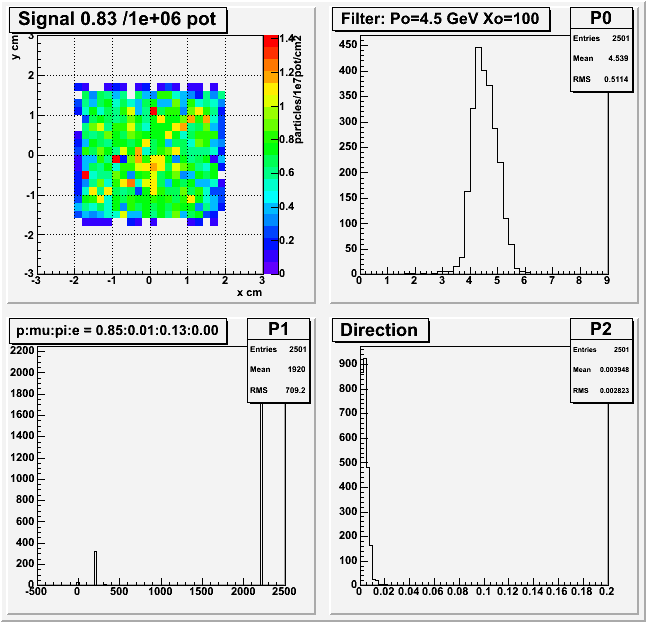 Signal 0.83 /1e+06 pot
y cm
3
2
1
0
-1
-2
-3
-3 -2 -1 0 1 2 3
x cm
1.4
1.2
1
0.8
0.6
0.4
0.2
0
particles/1e7pot/cm2
Filter: Po=4.5 GeV Xo=100
P0
Entries 2501
Mean 4.539
RMS 0.5114
450
400
350
300
250
200
150
100
50
0
0 1 2 3 4 5 6 7 8 9
p:mu:pi:e = 0.85:0.01:0.13:0.00
P1
Entries 2501
Mean 1920
RMS 709.2
2200
2000
1800
1600
1400
1200
1000
800
600
400
200
0
-500 0 500 1000 1500 2000 2500
Direction
P2
Entries 2501
Mean 0.003948
RMS 0.002823
900
800
700
600
500
400
300
200
100
0
0 0.02 0.04 0.06 0.08 0.1 0.12 0.14 0.16 0.18 0.2